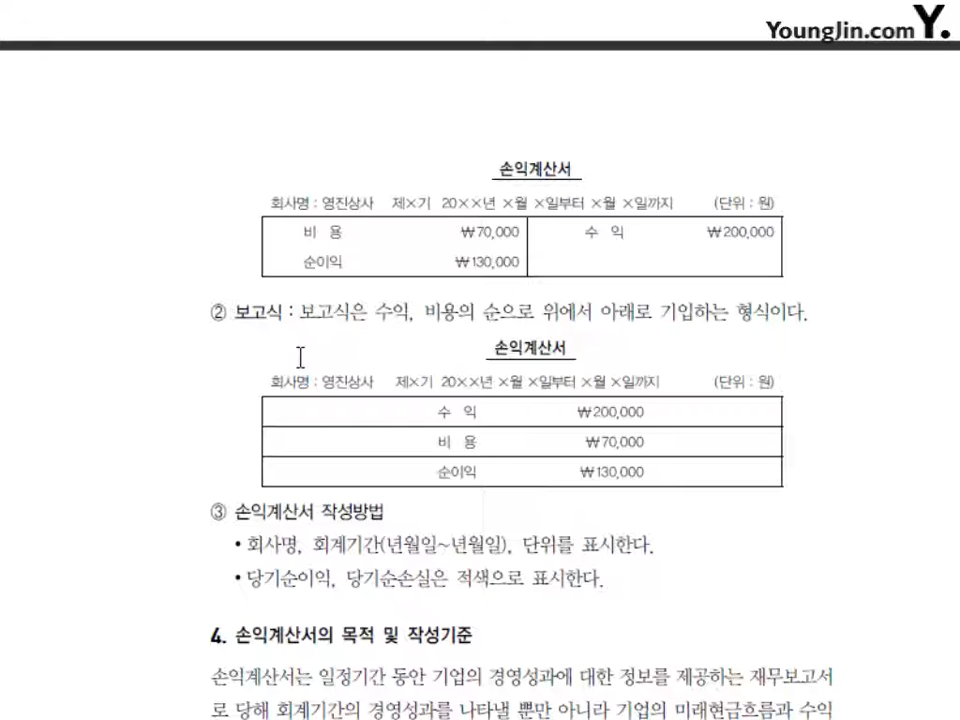 YoungJin.com Y.
손익계산서
회사명 : 영진상사 제×기 20××년 ×월 ×일부터 ×월 ×일까지 (단위 : 원)
비 용 ₩70,000 수 익 ₩200,000
순이익 ₩130,000
② 보고식 : 보고식은 수익, 비용의 순으로 위에서 아래로 기입하는 형식이다.
손익계산서
회사명 : 영진상사 제×기 20××년 ×월 ×일부터 ×월 ×일까지 (단위 : 원)
수 익 ₩200,000
비 용 ₩70,000
순이익 ₩130,000
③ 손익계산서 작성방법
• 회사명, 회계기간(년월일~년월일), 단위를 표시한다.
• 당기순이익, 당기순손실은 적색으로 표시한다.
4. 손익계산서의 목적 및 작성기준
손익계산서는 일정기간 동안 기업의 경영성과에 대한 정보를 제공하는 재무보고서
로 당해 회계기간의 경영성과를 나타낼 뿐만 아니라 기업의 미래현금흐름과 수익